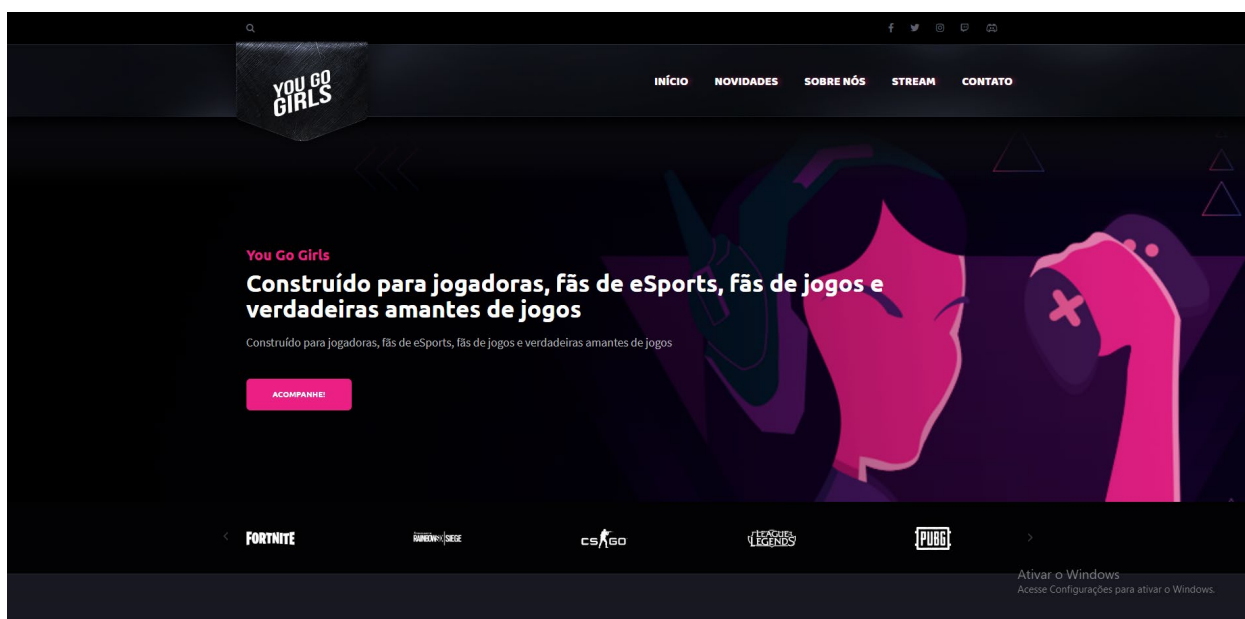 YOU GO
GIRLS
INÍCIO NOVIDADES SOBRE NÓS STREAM CONTATO
You Go Girls
Construído para jogadoras, fãs de eSports, fãs de jogos e
verdadeiras amantes de jogos
Construído para jogadoras, fãs de eSports, fãs de jogos e verdadeiras amantes de jogos
ACOMPANHE!
FORTNITE RAINBOW SIX SIEGE CS GO LEAGUE LEGENDS PUBG
Ativar o Windows
Acesse Configurações para ativar o Windows.